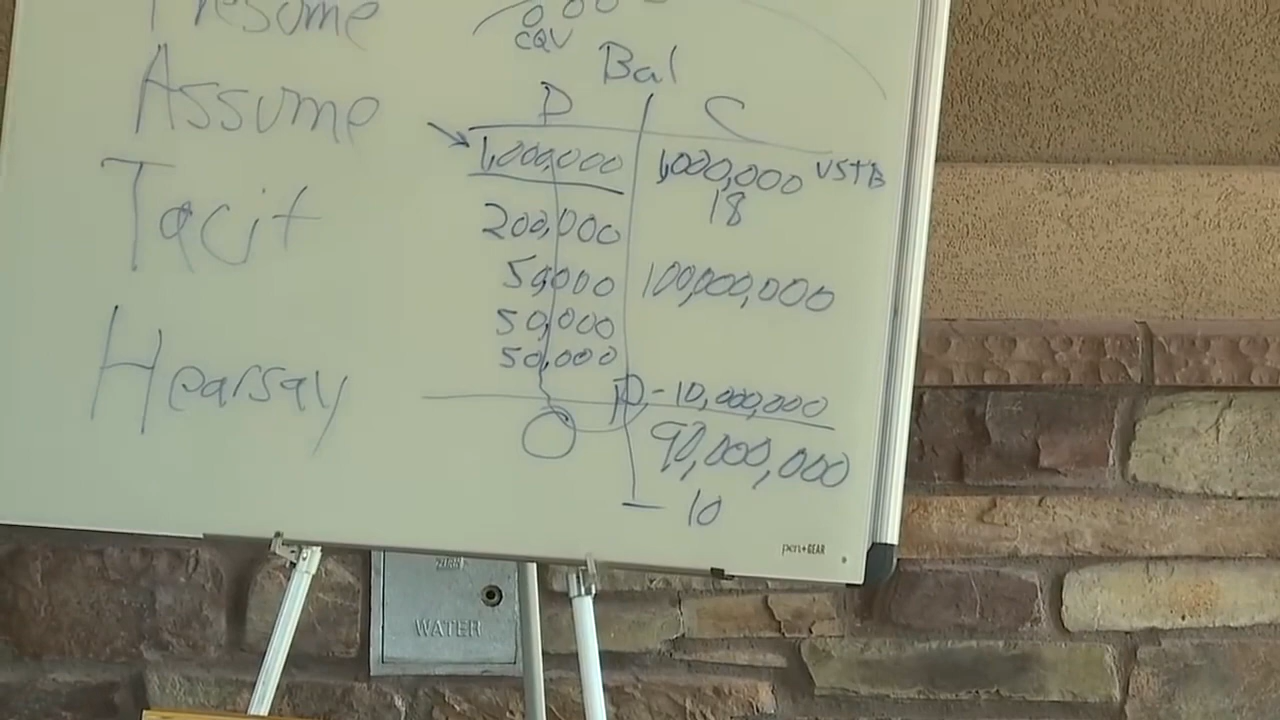 Presume
Assume
Tacit
Hearsay
CQV
Bal
D C
1,000,000 1,000,000 USTB
18
200,000
50,000 100,000,000
50,000
50,000
-10,000,000
90,000,000
10
pen+GEAR
ZURN
WATER